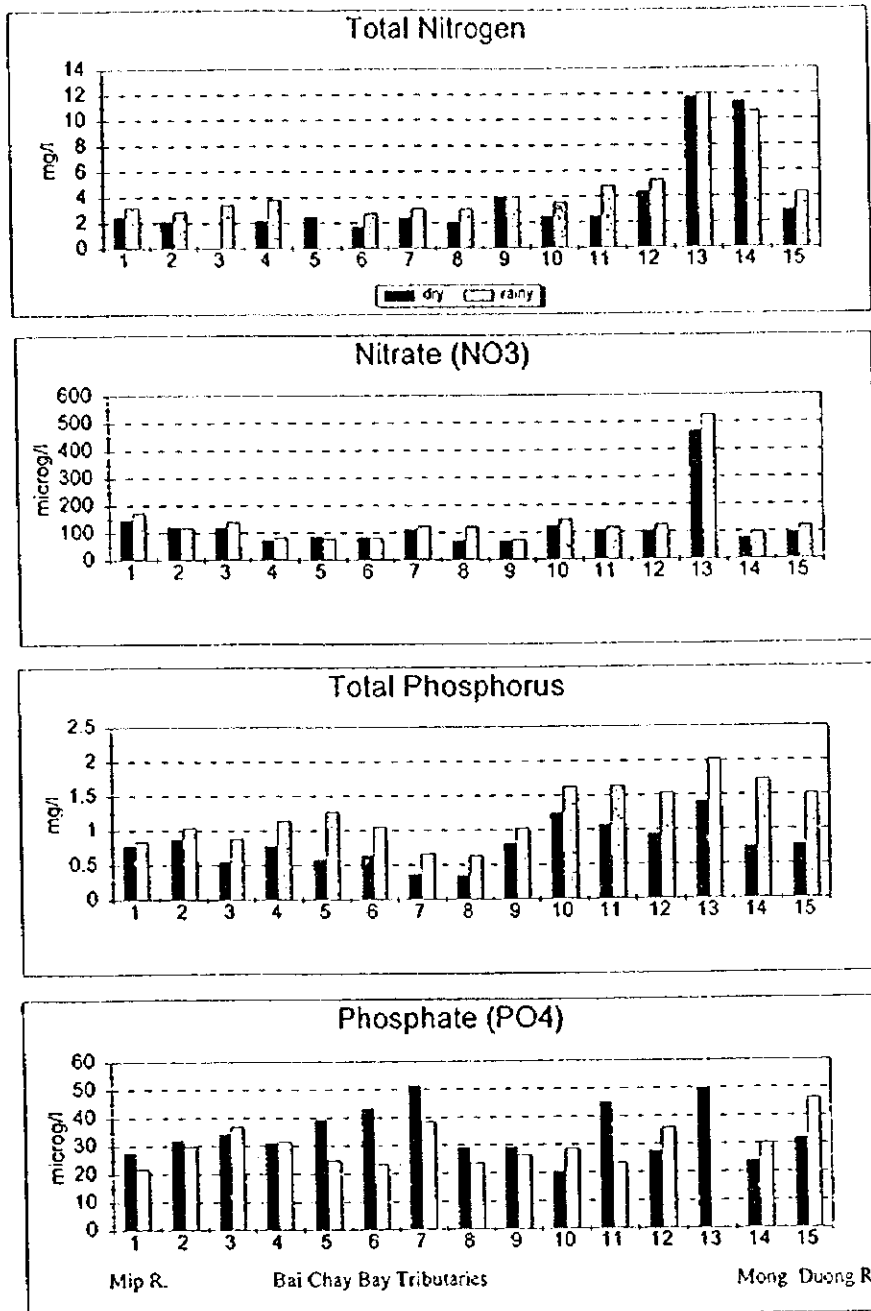 Total Nitrogen
14
12
10
8
6
4
2
0
mg/l
1 2 3 4 5 6 7 8 9 10 11 12 13 14 15
dry rainy
Nitrate (NO3)
600
500
400
300
200
100
0
microg/l
1 2 3 4 5 6 7 8 9 10 11 12 13 14 15
Total Phosphorus
2.5
2
1.5
1
0.5
0
mg/l
1 2 3 4 5 6 7 8 9 10 11 12 13 14 15
Phosphate (PO4)
60
50
40
30
20
10
0
microg/l
1 2 3 4 5 6 7 8 9 10 11 12 13 14 15
Mip R. Bai Chay Bay Tributaries Mong Duong R